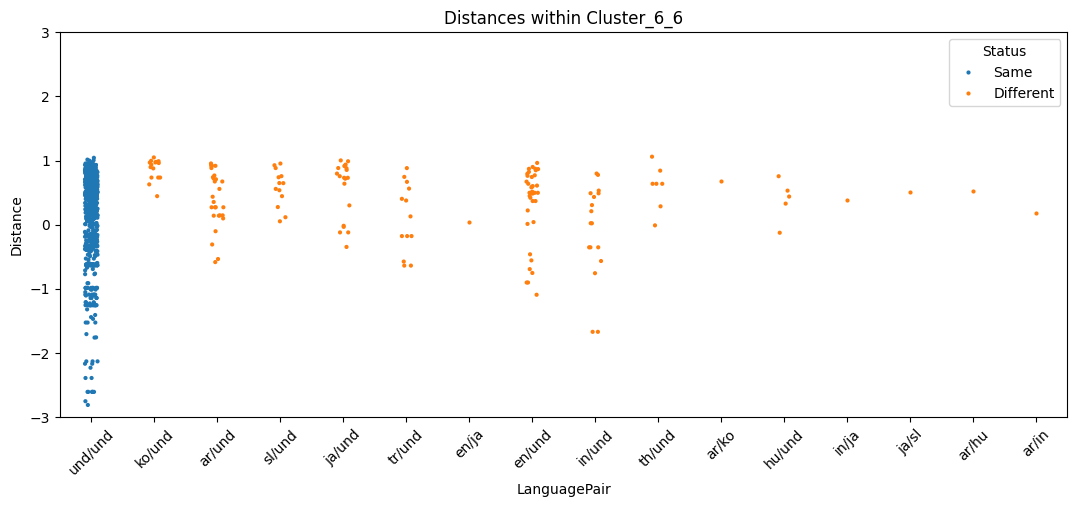 Distances within Cluster_6_6
Status
Same
Different
Distance
3
2
1
0
−1
−2
−3
und/und
ko/und
ar/und
sl/und
ja/und
tr/und
en/ja
en/und
in/und
th/und
ar/ko
hu/und
in/ja
ja/sl
ar/hu
ar/in
LanguagePair